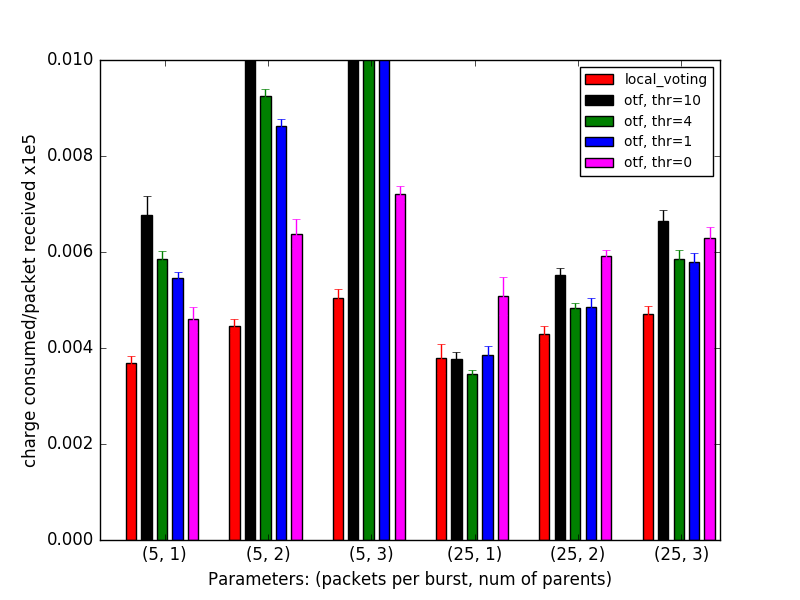 0.010
0.008
0.006
0.004
0.002
0.000
charge consumed/packet received x1e5
local_voting
otf, thr=10
otf, thr=4
otf, thr=1
otf, thr=0
(5, 1)
(5, 2)
(5, 3)
(25, 1)
(25, 2)
(25, 3)
Parameters: (packets per burst, num of parents)